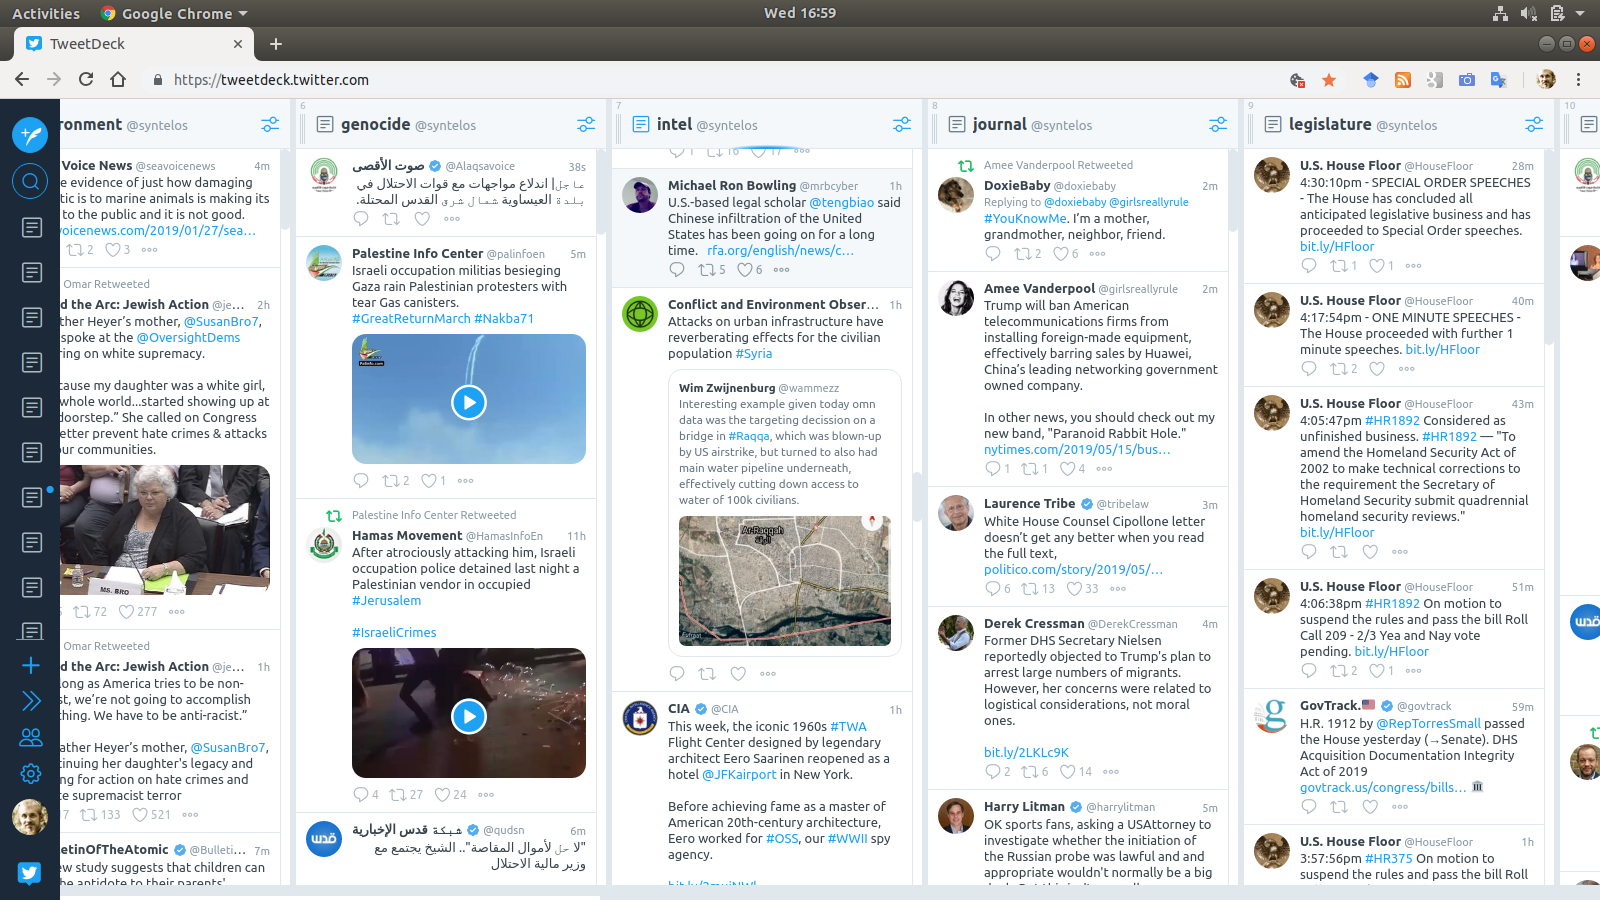 Activities
Google Chrome
Wed 16:59
TweetDeck
https://tweetdeck.twitter.com
ronment @syntelos
Voice News @seavoicenews 4m
e evidence of just how damaging
tic is to marine animals is making its
to the public and it is not good.
voicenews.com/2019/01/27/sea…
2 3
Omar Retweeted
d the Arc: Jewish Action @je… 2h
ther Heyer’s mother, @SusanBro7,
spoke at the @OversightDems
ring on white supremacy.
cause my daughter was a white girl,
whole world...started showing up at
doorstep.” She called on Congress
etter prevent hate crimes & attacks
ur communities.
MS. BRO
72 277
Omar Retweeted
d the Arc: Jewish Action @je… 1h
long as America tries to be non-
st, we’re not going to accomplish
thing. We have to be anti-racist.”
ather Heyer’s mother, @SusanBro7,
tinuing her daughter's legacy and
ng for action on hate crimes and
te supremacist terror
7 133 521
etinOfTheAtomic @Bulleti… 7m
ew study suggests that children can
he antidote to their parents'
6
genocide @syntelos
صوت الأقصى @Alaqsavoice 38s
عاجل| اندلاع مواجهات مع قوات الاحتلال في
بلدة العيساوية شمال شرق القدس المحتلة.
Palestine Info Center @palinfoen 5m
Israeli occupation militias besieging
Gaza rain Palestinian protesters with
tear Gas canisters.
#GreatReturnMarch #Nakba71
2 1
Palestine Info Center Retweeted
Hamas Movement @HamasInfoEn 11h
After atrociously attacking him, Israeli
occupation police detained last night a
Palestinian vendor in occupied
#Jerusalem
#IsraeliCrimes
4 27 24
قدس
شبكة قدس الإخبارية @qudsn 6m
"لا حل لأموال المقاصة".. الشيخ يجتمع مع
وزير مالية الاحتلال
7
intel @syntelos
1 16 17
Michael Ron Bowling @mrbcyber 1h
U.S.-based legal scholar @tengbiao said
Chinese infiltration of the United
States has been going on for a long
time. rfa.org/english/news/c…
5 6
Conflict and Environment Obser… 1h
Attacks on urban infrastructure have
reverberating effects for the civilian
population #Syria
Wim Zwijnenburg @wammezz
Interesting example given today omn
data was the targeting decission on a
bridge in #Raqqa, which was blown-up
by US airstrike, but turned to also had
main water pipeline underneath,
effectively cutting down access to
water of 100k civilians.
Ar-Raqqah
الرقة
CIA @CIA 1h
This week, the iconic 1960s #TWA
Flight Center designed by legendary
architect Eero Saarinen reopened as a
hotel @JFKairport in New York.
Before achieving fame as a master of
American 20th-century architecture,
Eero worked for #OSS, our #WWII spy
agency.
8
journal @syntelos
Amee Vanderpool Retweeted
DoxieBaby @doxiebaby 2m
Replying to @doxiebaby @girlsreallyrule
#YouKnowMe. I’m a mother,
grandmother, neighbor, friend.
2 6
Amee Vanderpool @girlsreallyrule 2m
Trump will ban American
telecommunications firms from
installing foreign-made equipment,
effectively barring sales by Huawei,
China’s leading networking government
owned company.
In other news, you should check out my
new band, "Paranoid Rabbit Hole."
nytimes.com/2019/05/15/bus…
1 1 4
Laurence Tribe @tribelaw 3m
White House Counsel Cipollone letter
doesn’t get any better when you read
the full text,
politico.com/story/2019/05/…
6 13 33
Derek Cressman @DerekCressman 4m
Former DHS Secretary Nielsen
reportedly objected to Trump's plan to
arrest large numbers of migrants.
However, her concerns were related to
logistical considerations, not moral
ones.
bit.ly/2LKLc9K
2 6 14
Harry Litman @harrylitman 5m
OK sports fans, asking a USAttorney to
investigate whether the initiation of
the Russian probe was lawful and and
appropriate wouldn't normally be a big
9
legislature @syntelos
U.S. House Floor @HouseFloor 28m
4:30:10pm - SPECIAL ORDER SPEECHES
- The House has concluded all
anticipated legislative business and has
proceeded to Special Order speeches.
bit.ly/HFloor
1 1
U.S. House Floor @HouseFloor 40m
4:17:54pm - ONE MINUTE SPEECHES -
The House proceeded with further 1
minute speeches. bit.ly/HFloor
2
U.S. House Floor @HouseFloor 43m
4:05:47pm #HR1892 Considered as
unfinished business. #HR1892 — "To
amend the Homeland Security Act of
2002 to make technical corrections to
the requirement the Secretary of
Homeland Security submit quadrennial
homeland security reviews."
bit.ly/HFloor
U.S. House Floor @HouseFloor 51m
4:06:38pm #HR1892 On motion to
suspend the rules and pass the bill Roll
Call 209 - 2/3 Yea and Nay vote
pending. bit.ly/HFloor
2 1
GovTrack. @govtrack 59m
H.R. 1912 by @RepTorresSmall passed
the House yesterday (→Senate). DHS
Acquisition Documentation Integrity
Act of 2019
govtrack.us/congress/bills…
U.S. House Floor @HouseFloor 1h
3:57:56pm #HR375 On motion to
suspend the rules and pass the bill Roll
10